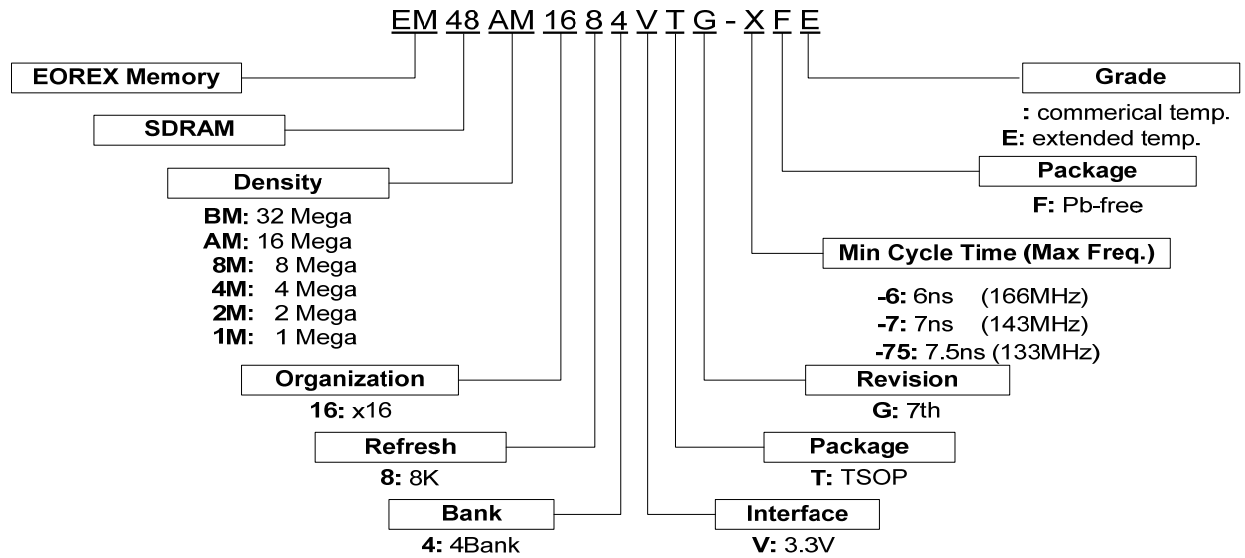 EM 48 AM 16 8 4 V T G - X F E
EOREX Memory
Grade
: commerical temp.
E: extended temp.
SDRAM
Package
F: Pb-free
Density
BM: 32 Mega
AM: 16 Mega
8M: 8 Mega
4M: 4 Mega
2M: 2 Mega
1M: 1 Mega
Min Cycle Time (Max Freq.)
-6: 6ns (166MHz)
-7: 7ns (143MHz)
-75: 7.5ns (133MHz)
Organization
16: x16
Revision
G: 7th
Refresh
8: 8K
Package
T: TSOP
Bank
4: 4Bank
Interface
V: 3.3V